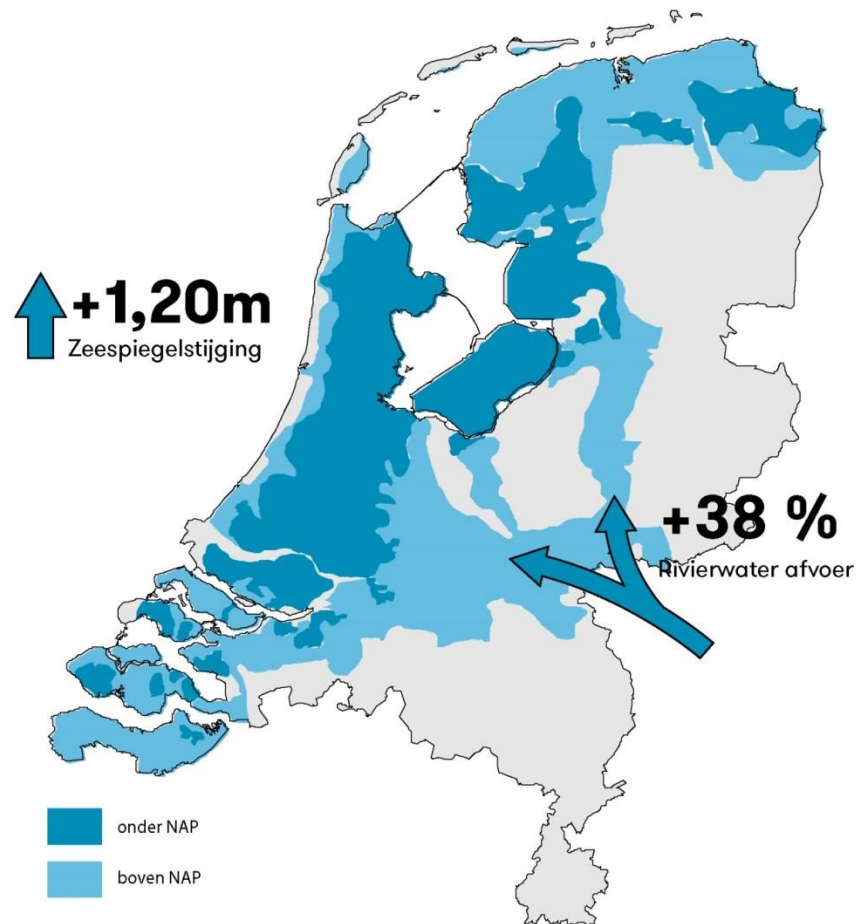 +1,20m
Zeespiegelstijging
+38 %
Rivierwater afvoer
onder NAP
boven NAP